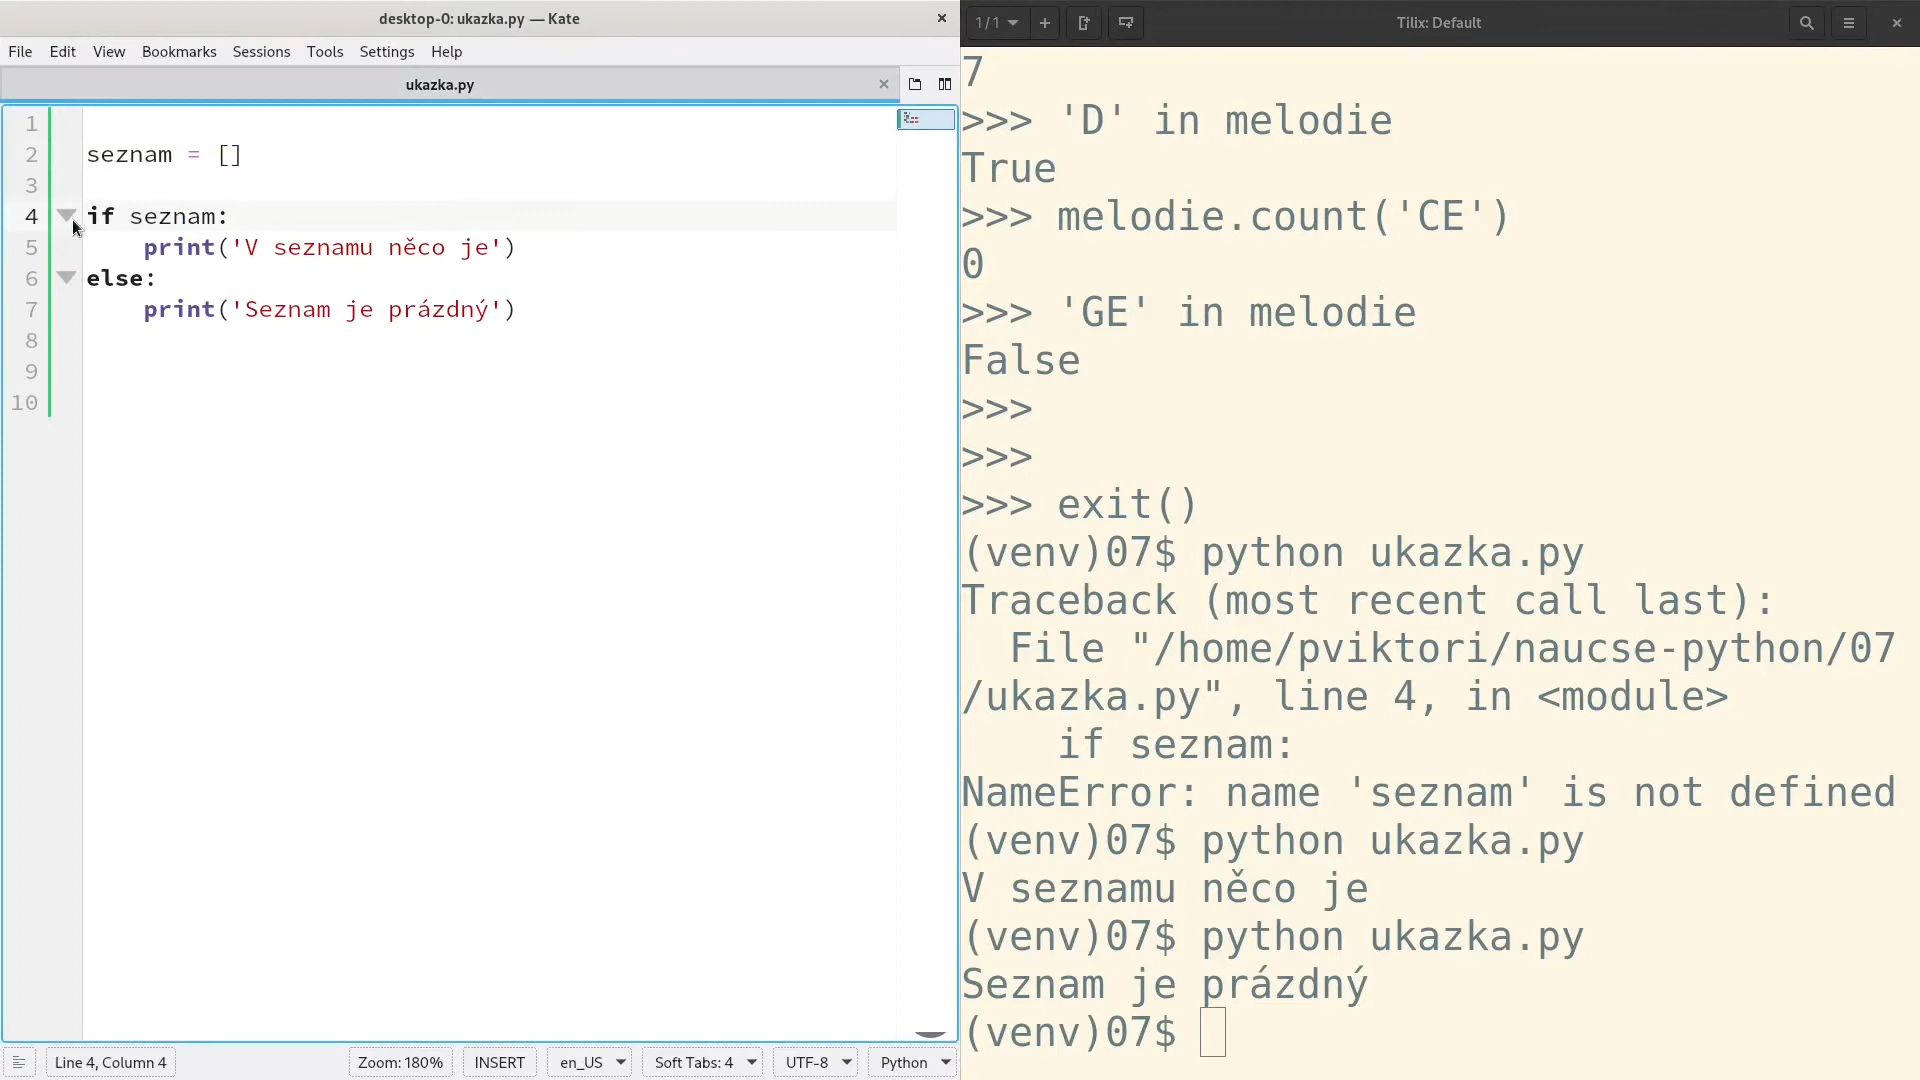 desktop-0: ukazka.py — Kate
File Edit View Bookmarks Sessions Tools Settings Help
ukazka.py
1
2 seznam = []
3
4 if seznam:
5     print('V seznamu něco je')
6 else:
7     print('Seznam je prázdný')
8
9
10
Line 4, Column 4 Zoom: 180% INSERT en_US Soft Tabs: 4 UTF-8 Python
1 / 1 Tilix: Default
7
>>> 'D' in melodie
True
>>> melodie.count('CE')
0
>>> 'GE' in melodie
False
>>>
>>>
>>> exit()
(venv)07$ python ukazka.py
Traceback (most recent call last):
  File "/home/pviktori/naucse-python/07
/ukazka.py", line 4, in <module>
    if seznam:
NameError: name 'seznam' is not defined
(venv)07$ python ukazka.py
V seznamu něco je
(venv)07$ python ukazka.py
Seznam je prázdný
(venv)07$